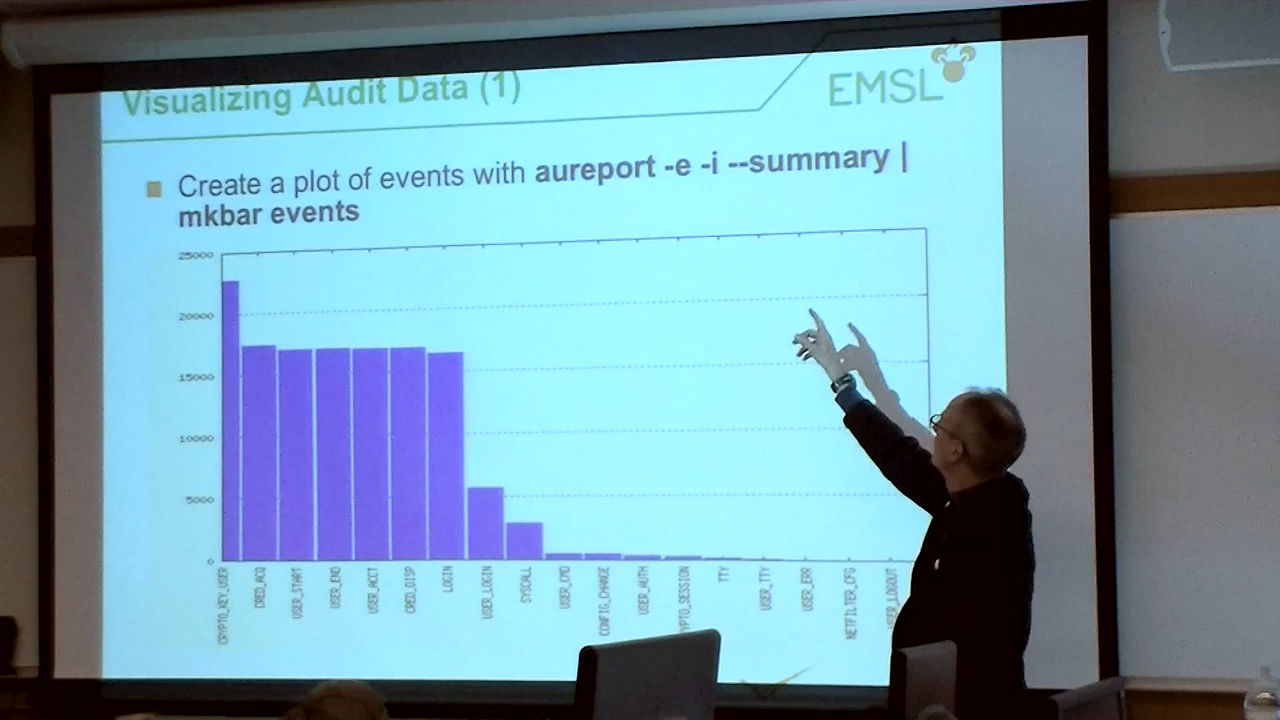 Visualizing Audit Data (1)
EMSL
Create a plot of events with aureport -e -i --summary |
mkbar events
25000
20000
15000
10000
5000
0
CRYPTO_KEY_USER
CRED_ACQ
USER_START
USER_END
USER_ACCT
CRED_DISP
LOGIN
USER_LOGIN
SYSCALL
USER_CMD
CONFIG_CHANGE
USER_AUTH
YPTO_SESSION
TTY
USER_TTY
USER_ERR
NETFILTER_CFG
USER_LOGOUT